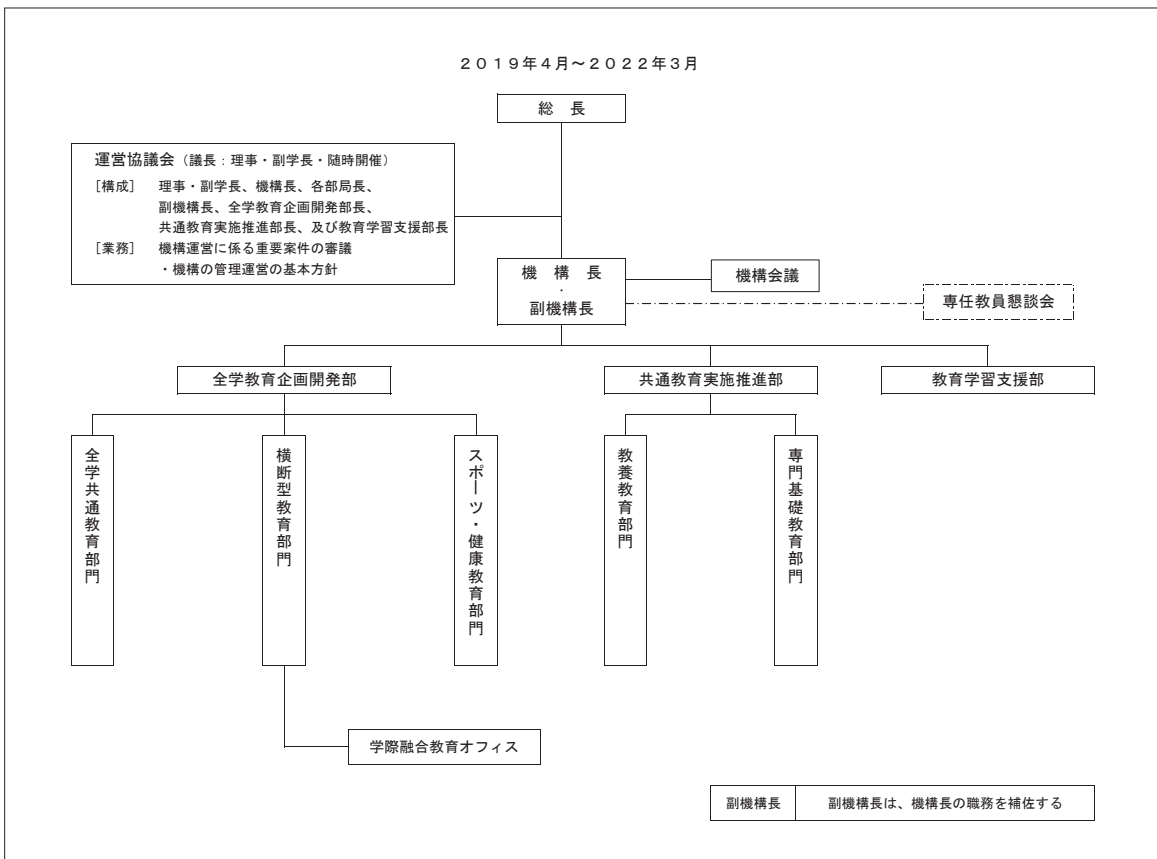 2019年4月～2022年3月
総　長
運営協議会（議長：理事・副学長・随時開催）
［構成］　理事・副学長、機構長、各部局長、
副機構長、全学教育企画開発部長、
共通教育実施推進部長、及び教育学習支援部長
［業務］　機構運営に係る重要案件の審議
・機構の管理運営の基本方針
機　構　長
・
副機構長
機構会議
専任教員懇談会
全学教育企画開発部
共通教育実施推進部
教育学習支援部
全学共通教育部門
横断型教育部門
スポーツ・健康教育部門
教養教育部門
専門基礎教育部門
学際融合教育オフィス
副機構長　副機構長は、機構長の職務を補佐する